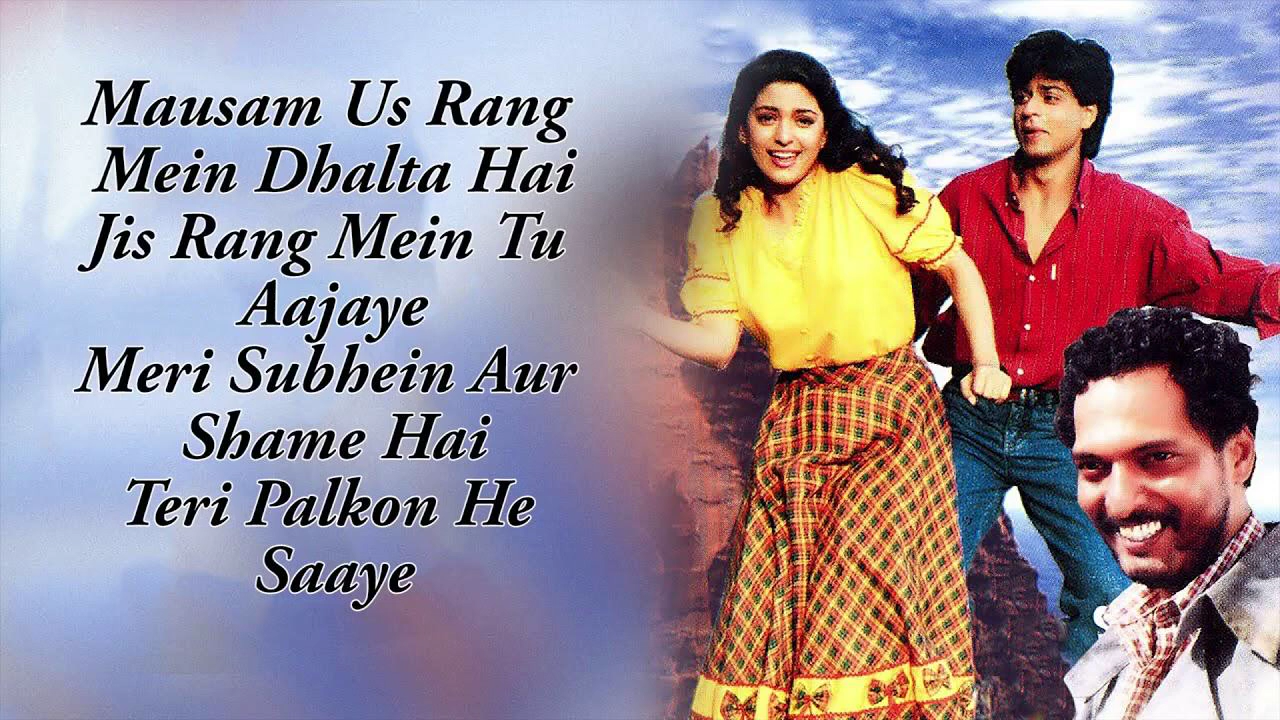 Mausam Us Rang
Mein Dhalta Hai
Jis Rang Mein Tu
Aajaye
Meri Subhein Aur
Shame Hai
Teri Palkon He
Saaye